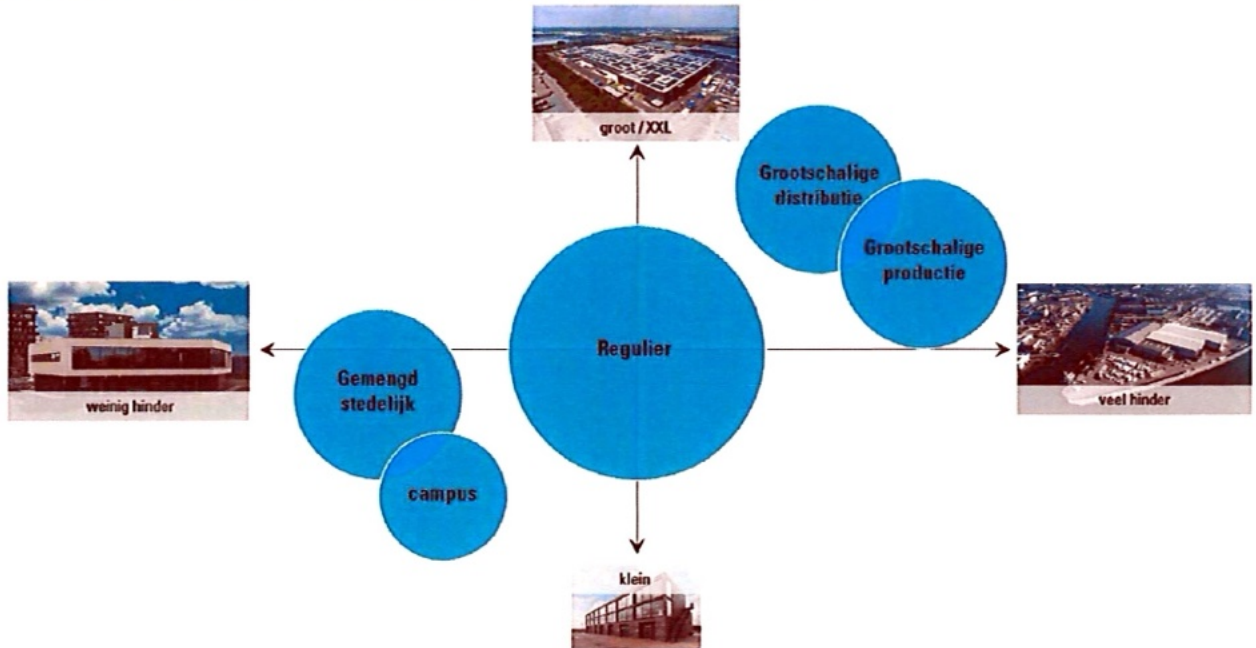 groot / XXL
Grootschalige
distributie
Grootschalige
productie
Regulier
weinig hinder
Gemengd
stedelijk
veel hinder
campus
klein